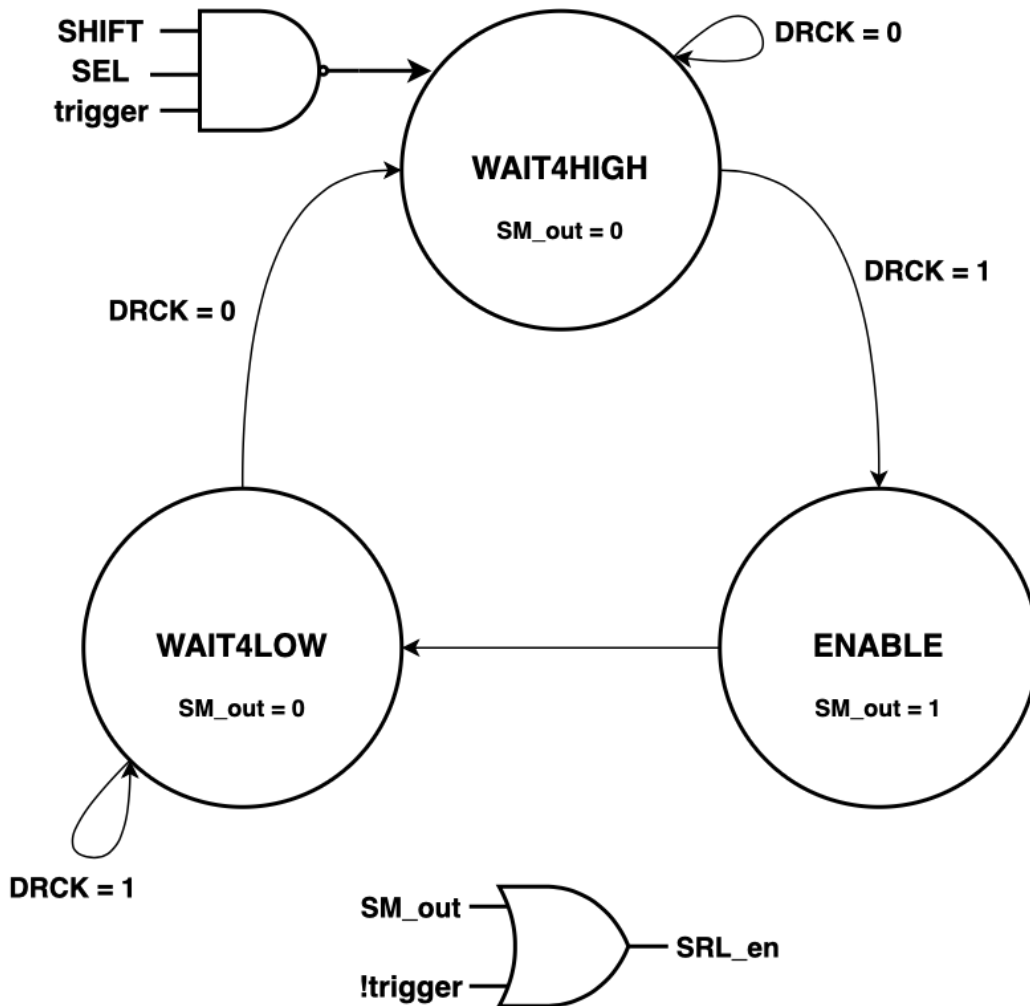 SHIFT
SEL
trigger
DRCK = 0
WAIT4HIGH
SM_out = 0
DRCK = 1
DRCK = 0
WAIT4LOW
SM_out = 0
ENABLE
SM_out = 1
DRCK = 1
SM_out
!trigger
SRL_en